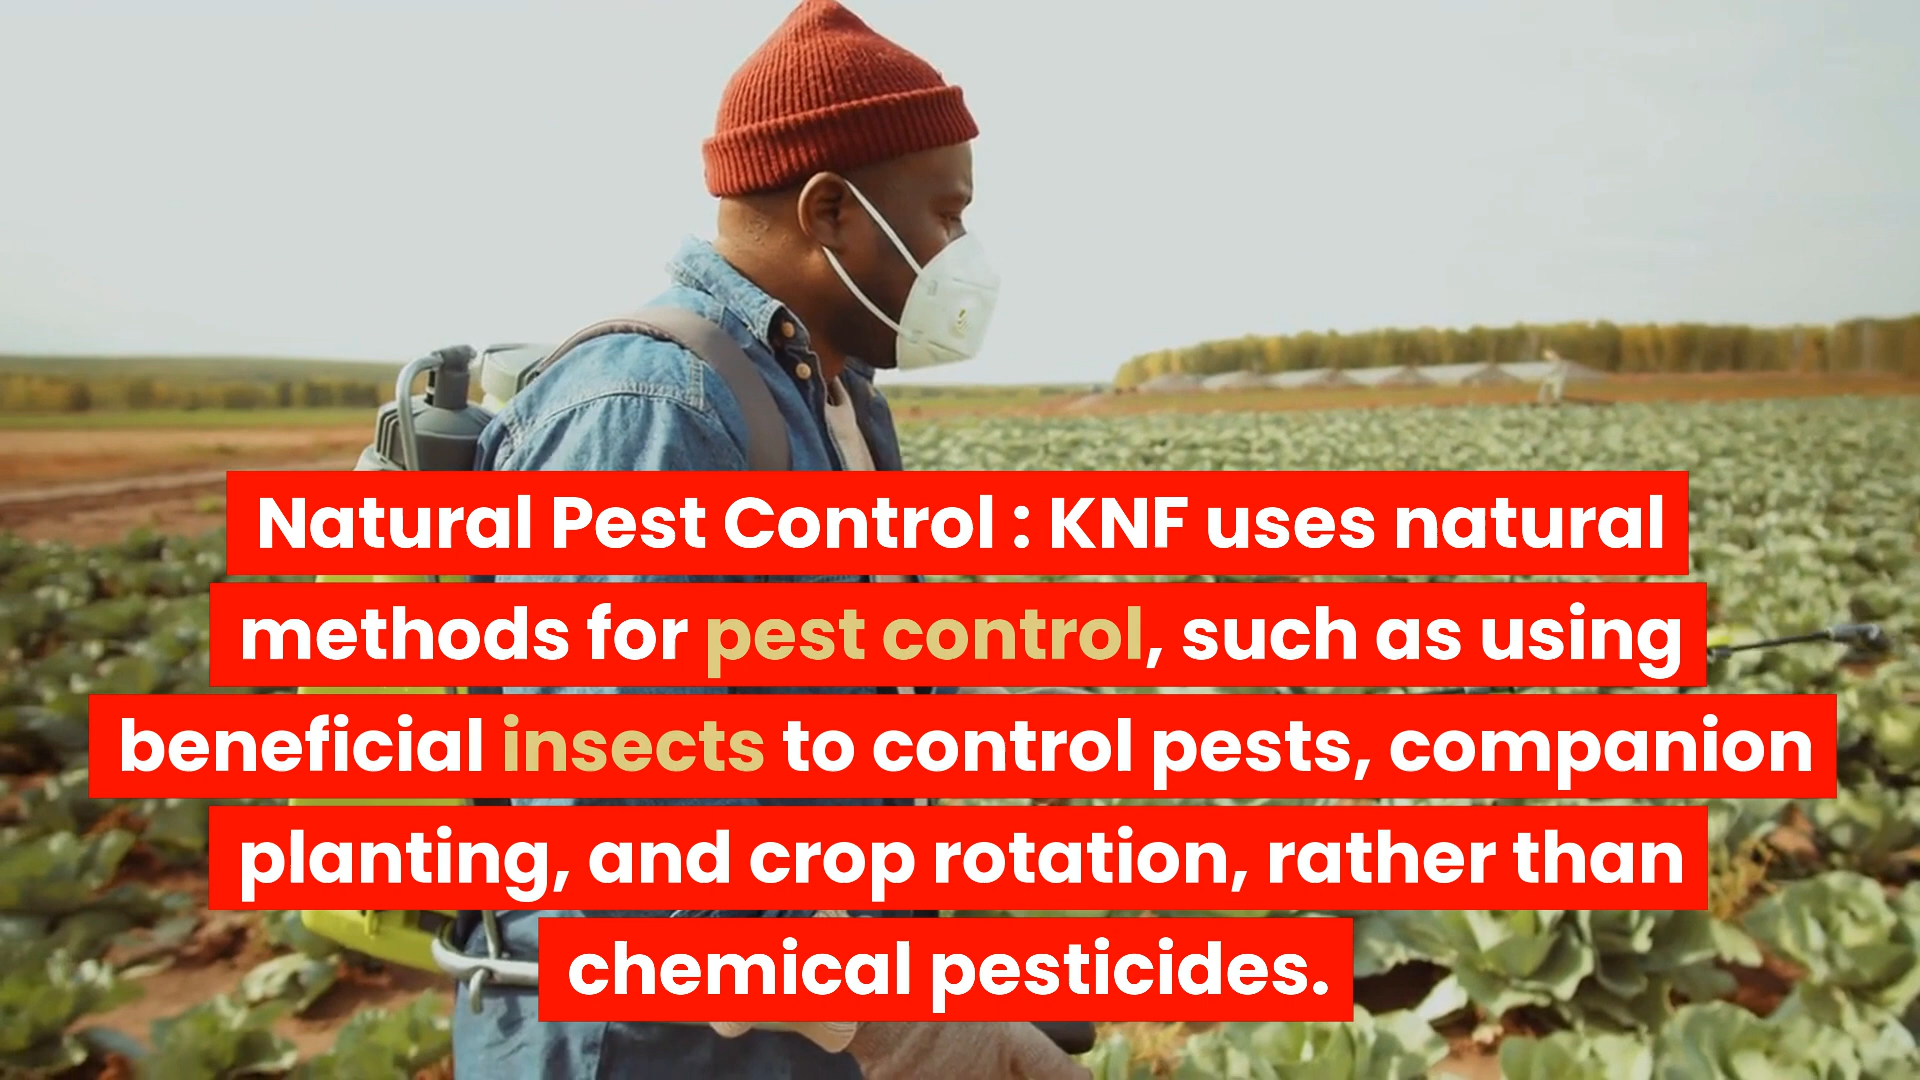 Natural Pest Control : KNF uses natural
methods for pest control, such as using
beneficial insects to control pests, companion
planting, and crop rotation, rather than
chemical pesticides.